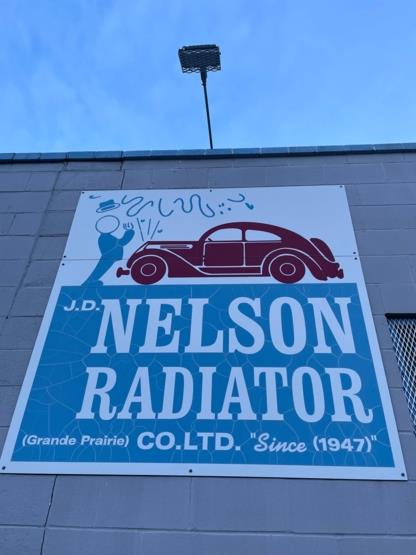 J.D. NELSON
RADIATOR
(Grande Prairie) CO.LTD. "Since (1947)"